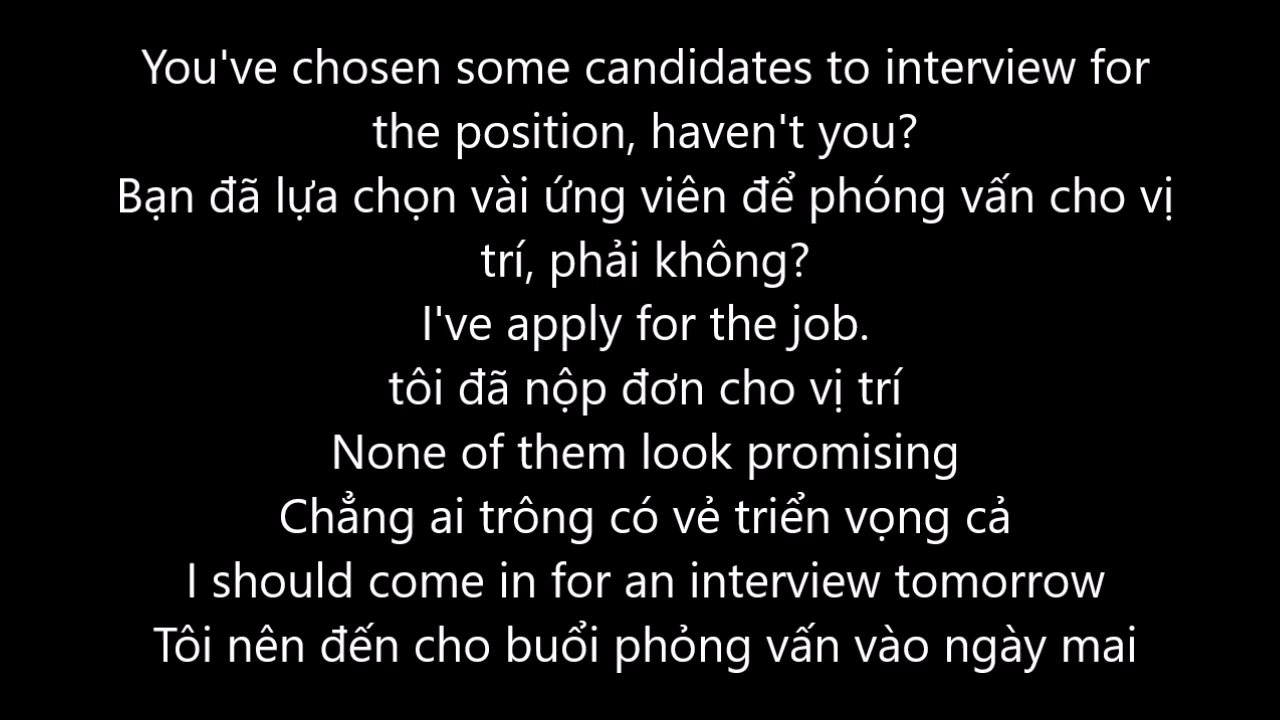 You've chosen some candidates to interview for
the position, haven't you?
Bạn đã lựa chọn vài ứng viên để phóng vấn cho vị
trí, phải không?
I've apply for the job.
tôi đã nộp đơn cho vị trí
None of them look promising
Chẳng ai trông có vẻ triển vọng cả
I should come in for an interview tomorrow
Tôi nên đến cho buổi phỏng vấn vào ngày mai